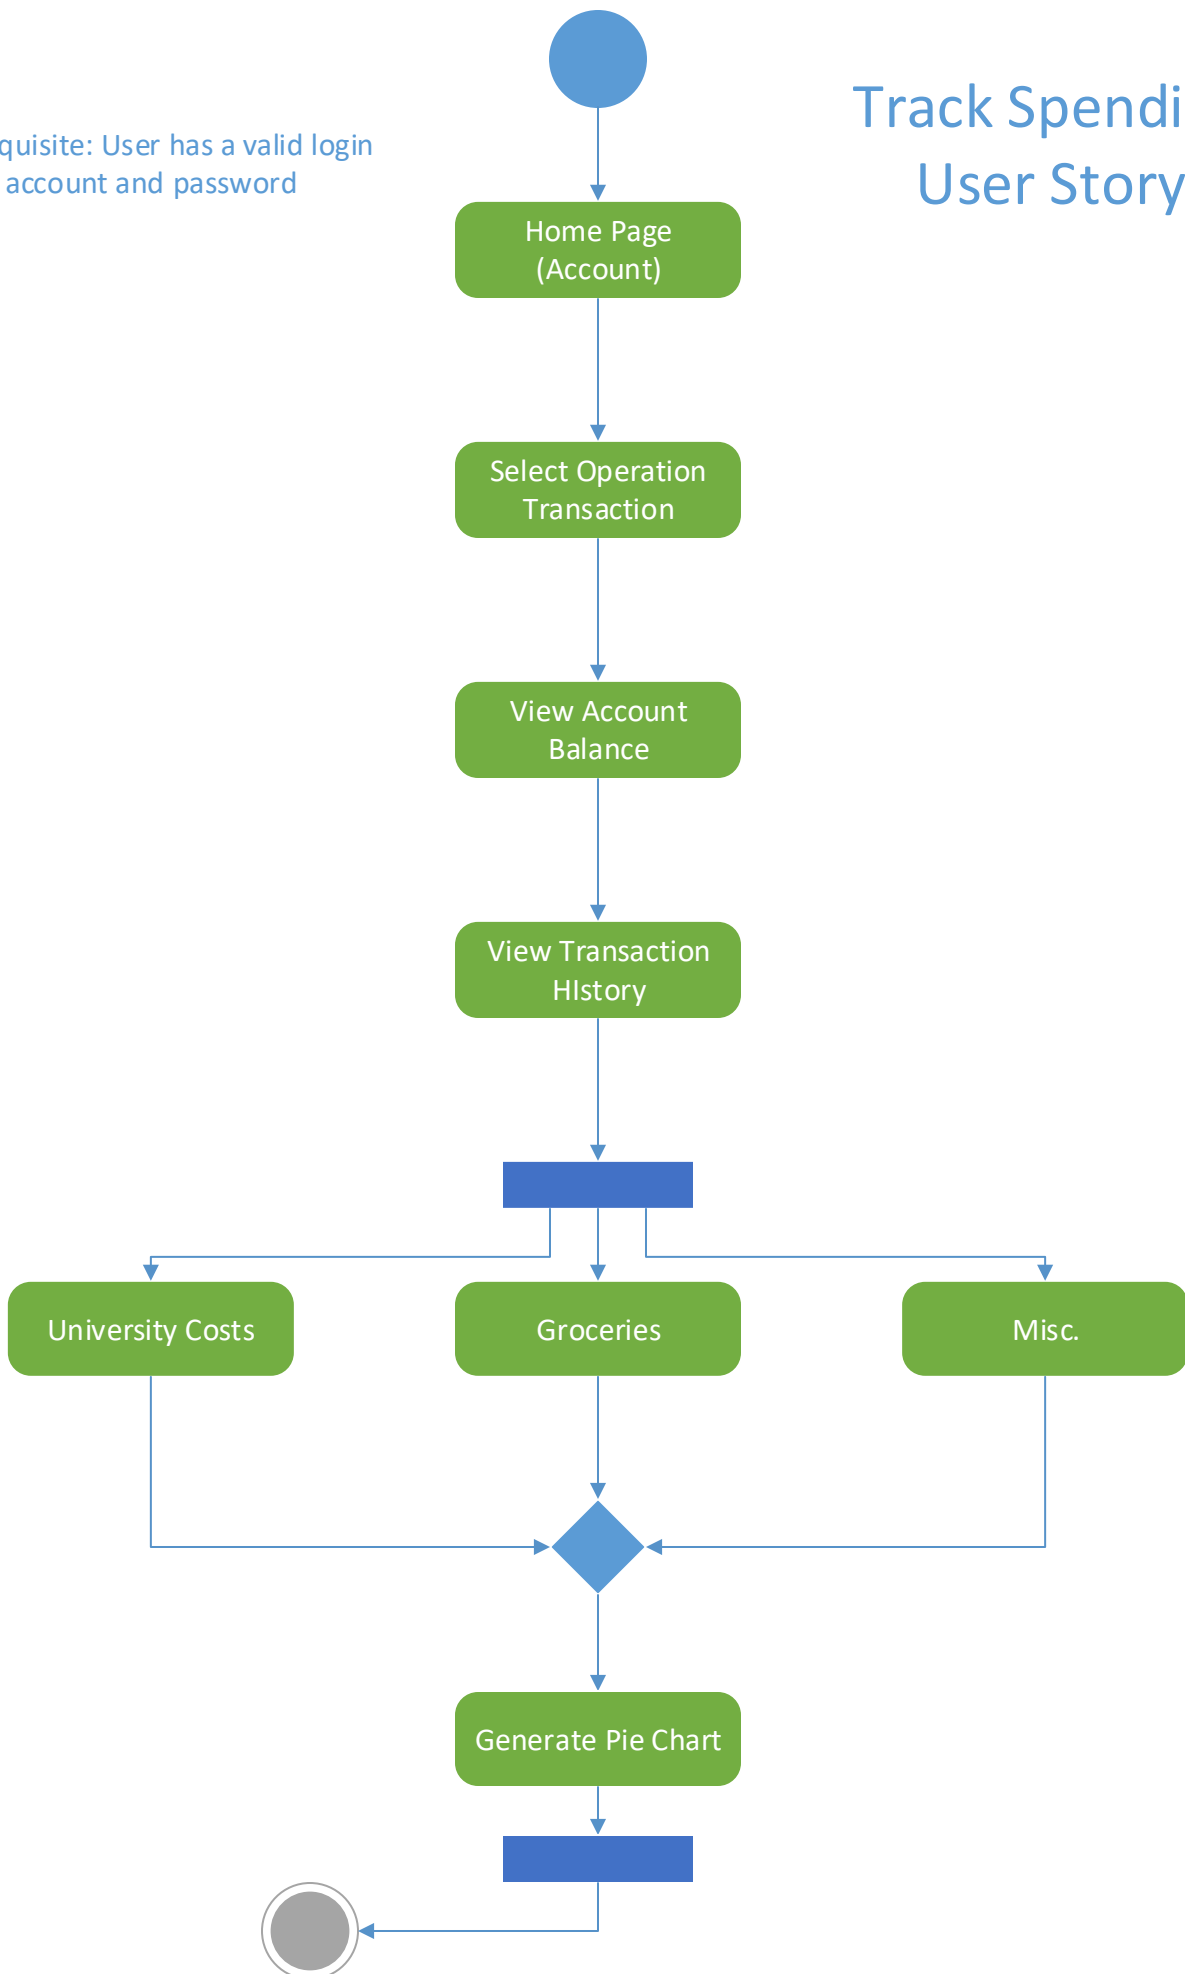 Track Spendi
User Story
quisite: User has a valid login
account and password
Home Page
(Account)
Select Operation
Transaction
View Account
Balance
View Transaction
HIstory
University Costs
Groceries
Misc.
Generate Pie Chart